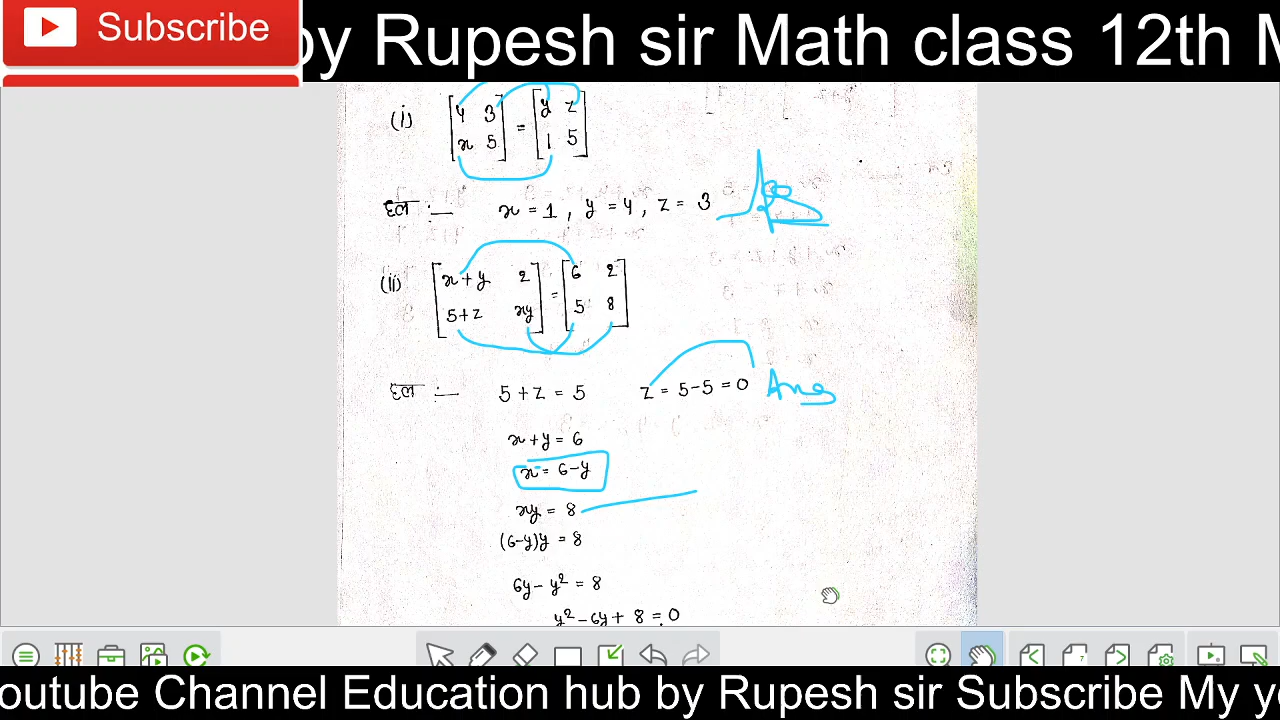 Subscribe
by Rupesh sir Math class 12th M
(i) [4 3 x 5] = [y z 1 5]
हल :— x = 1, y = 4, z = 3
(ii) [x+y 2 5+z xy] = [6 2 5 8]
हल :— 5+z = 5 z = 5-5 = 0 Ans
x+y = 6
x = 6-y
xy = 8
(6-y)y = 8
6y - y² = 8
y² - 6y + 8 = 0
outube Channel Education hub by Rupesh sir Subscribe My y